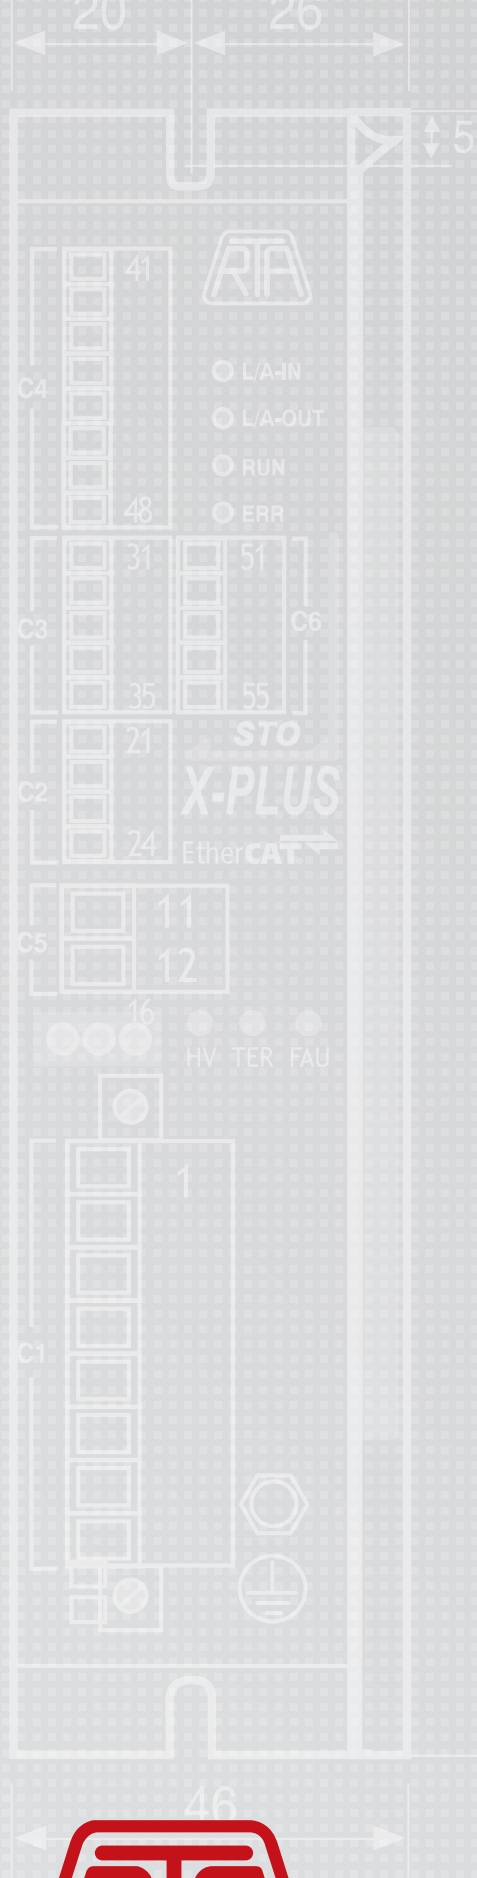 20 26
5
RTA
41
L/A-IN
C4
L/A-OUT
RUN
48
ERR
31 51
C3 C6
35 55
STO
21
X-PLUS
C2
24
EtherCAT
11
C5
12
16
HV TER FAU
1
C1
46